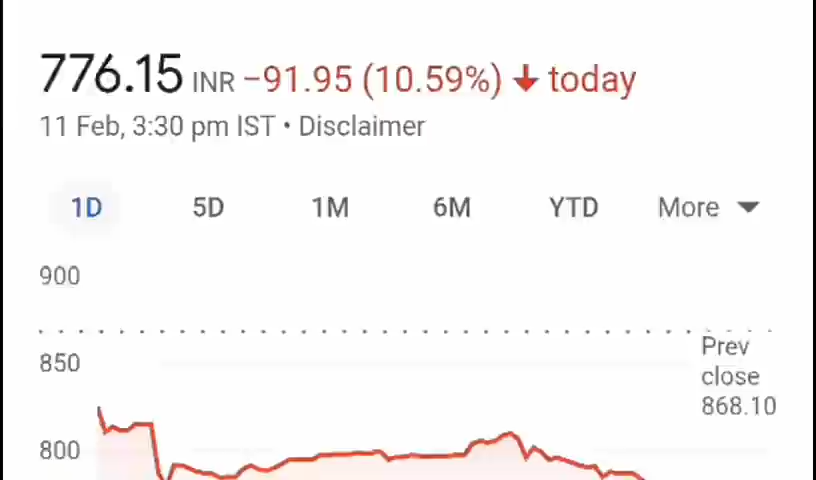 776.15 INR −91.95 (10.59%) ↓ today
11 Feb, 3:30 pm IST • Disclaimer
1D 5D 1M 6M YTD More
900
850
800
Prev
close
868.10